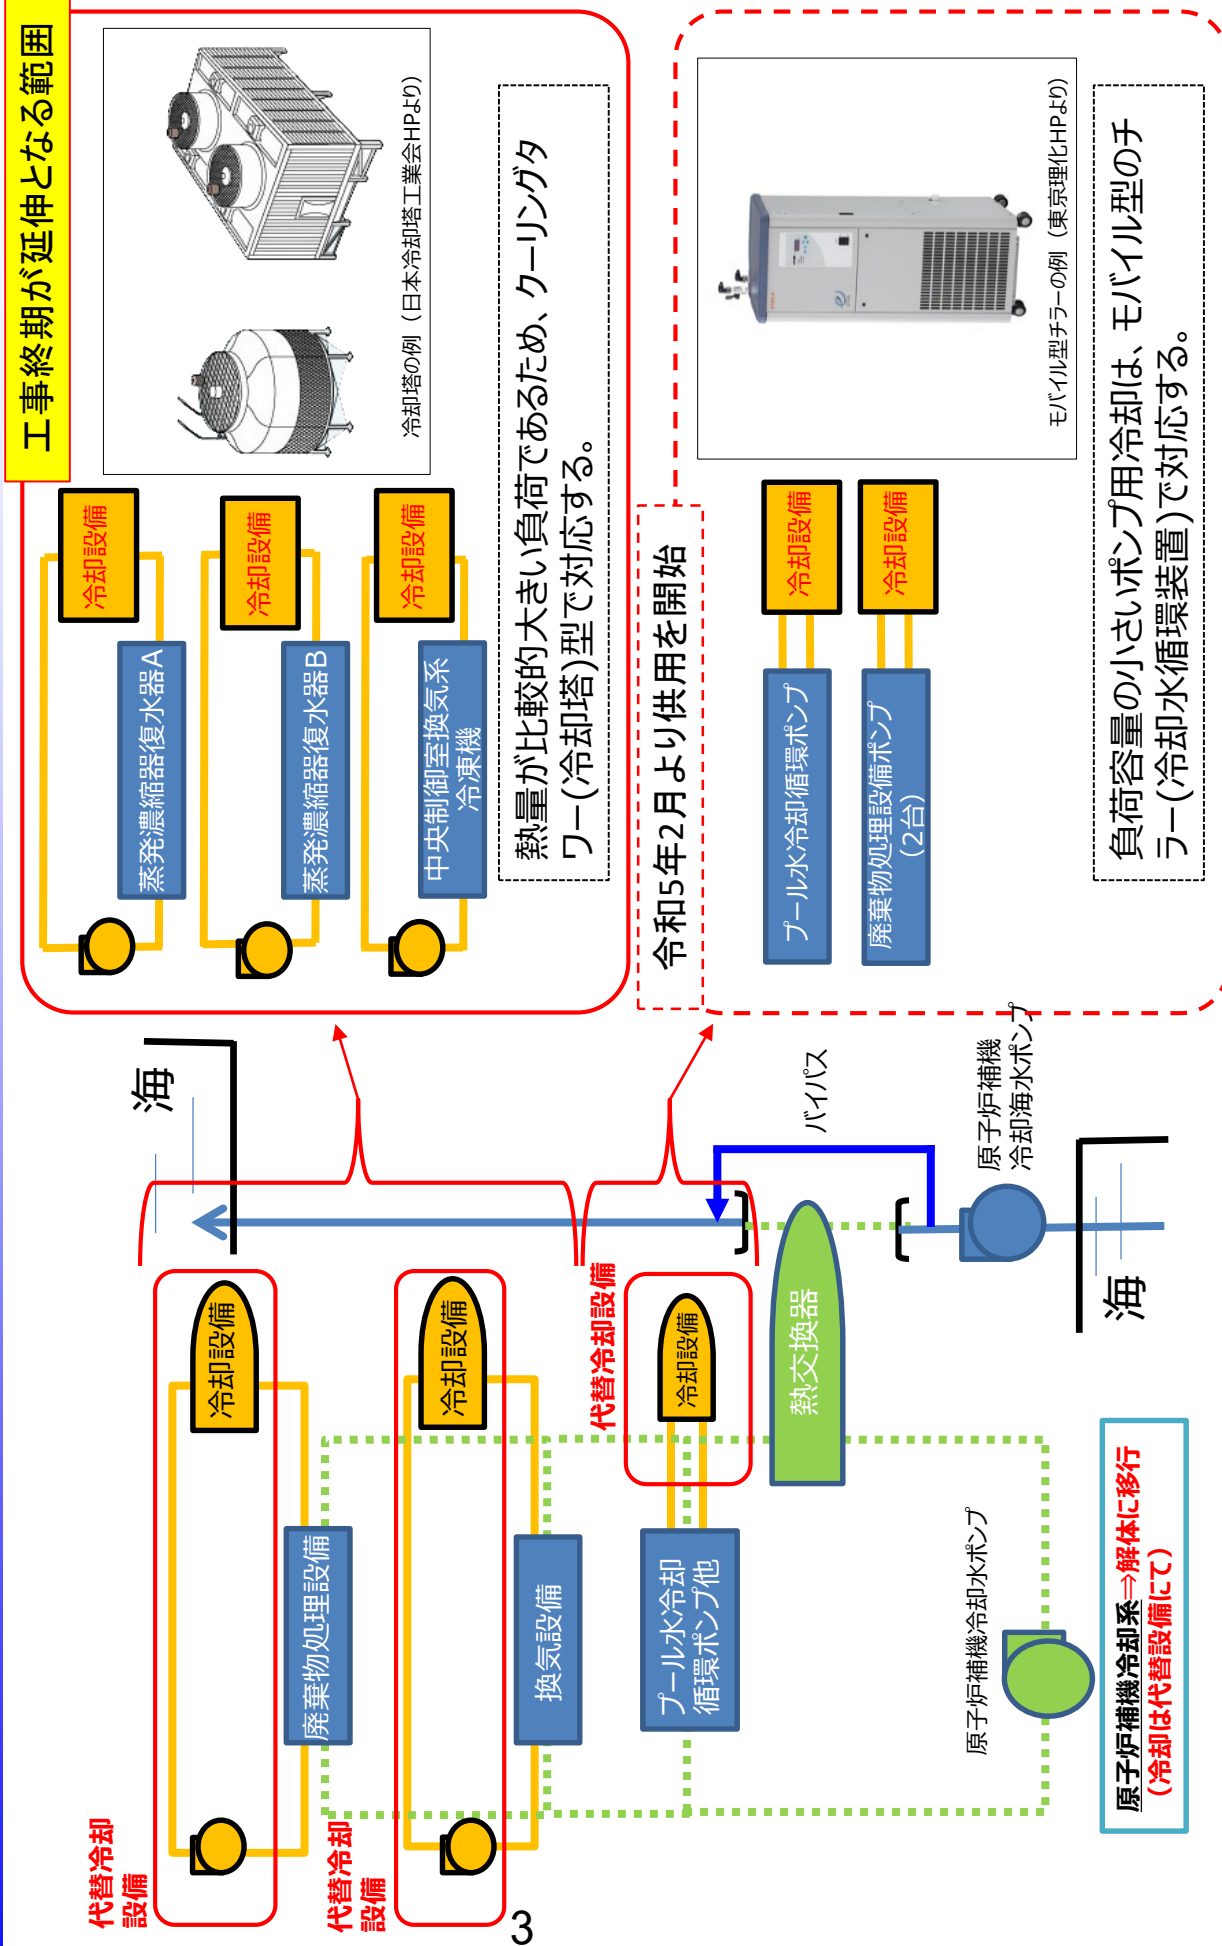 代替冷却
設備
冷却設備
廃棄物処理設備
代替冷却
設備
冷却設備
換気設備
代替冷却設備
冷却設備
プール水冷却
循環ポンプ他
熱交換器
原子炉補機冷却水ポンプ
原子炉補機冷却系⇒解体に移行
（冷却は代替設備にて）
海
バイパス
原子炉補機
冷却海水ポンプ
海
工事終期が延伸となる範囲
冷却設備
蒸発濃縮器復水器A
冷却設備
蒸発濃縮器復水器B
冷却設備
中央制御室換気系
冷凍機
冷却塔の例（日本冷却塔工業会HPより）
熱量が比較的大きい負荷であるため、クーリングタ
ワー(冷却塔)型で対応する。
令和5年2月より供用を開始
冷却設備
プール水冷却循環ポンプ
冷却設備
廃棄物処理設備ポンプ
（2台）
モバイル型チラーの例（東京理化HPより）
負荷容量の小さいポンプ用冷却は、モバイル型のチ
ラー(冷却水循環装置)で対応する。
3